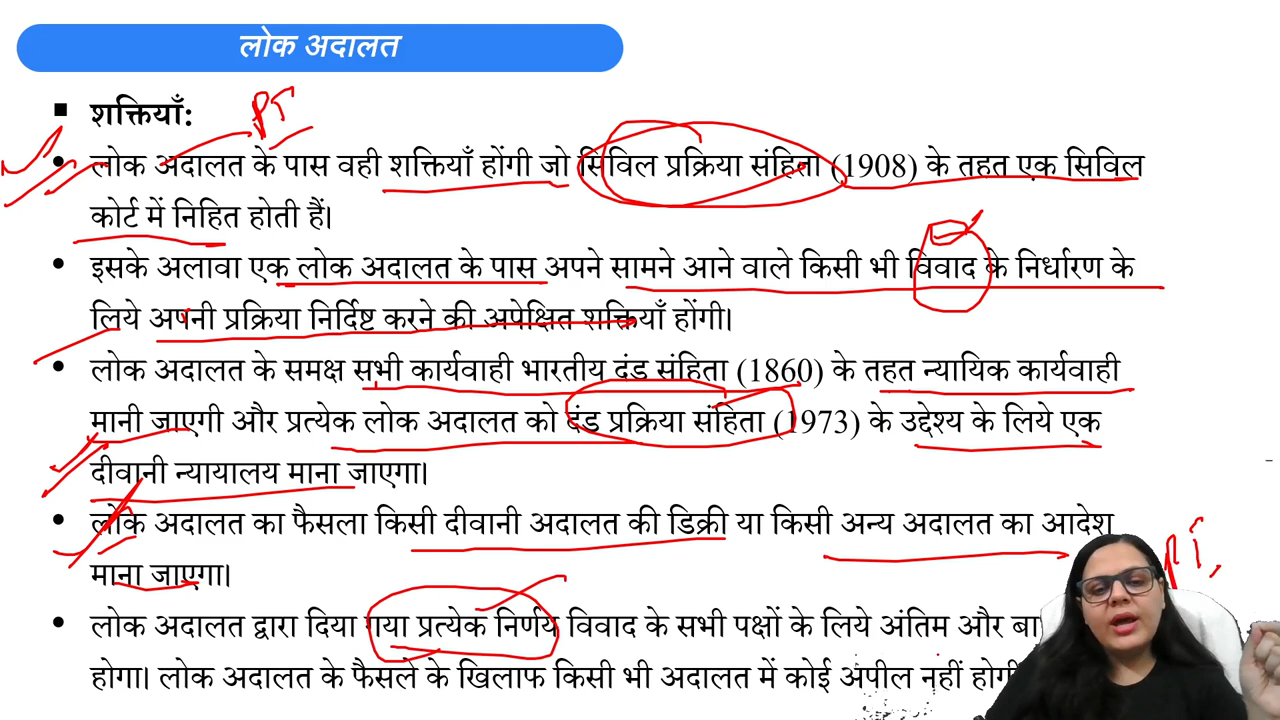 लोक अदालत
▪ शक्तियाँ:
PT
• लोक अदालत के पास वही शक्तियाँ होंगी जो सिविल प्रक्रिया संहिता (1908) के तहत एक सिविल
कोर्ट में निहित होती हैं।
• इसके अलावा एक लोक अदालत के पास अपने सामने आने वाले किसी भी विवाद के निर्धारण के
लिये अपनी प्रक्रिया निर्दिष्ट करने की अपेक्षित शक्तियाँ होंगी।
• लोक अदालत के समक्ष सभी कार्यवाही भारतीय दंड संहिता (1860) के तहत न्यायिक कार्यवाही
मानी जाएगी और प्रत्येक लोक अदालत को दंड प्रक्रिया संहिता (1973) के उद्देश्य के लिये एक
दीवानी न्यायालय माना जाएगा।
• लोक अदालत का फैसला किसी दीवानी अदालत की डिक्री या किसी अन्य अदालत का आदेश
माना जाएगा।
• लोक अदालत द्वारा दिया गया प्रत्येक निर्णय विवाद के सभी पक्षों के लिये अंतिम और
होगा। लोक अदालत के फैसले के खिलाफ किसी भी अदालत में कोई अपील नहीं होगी